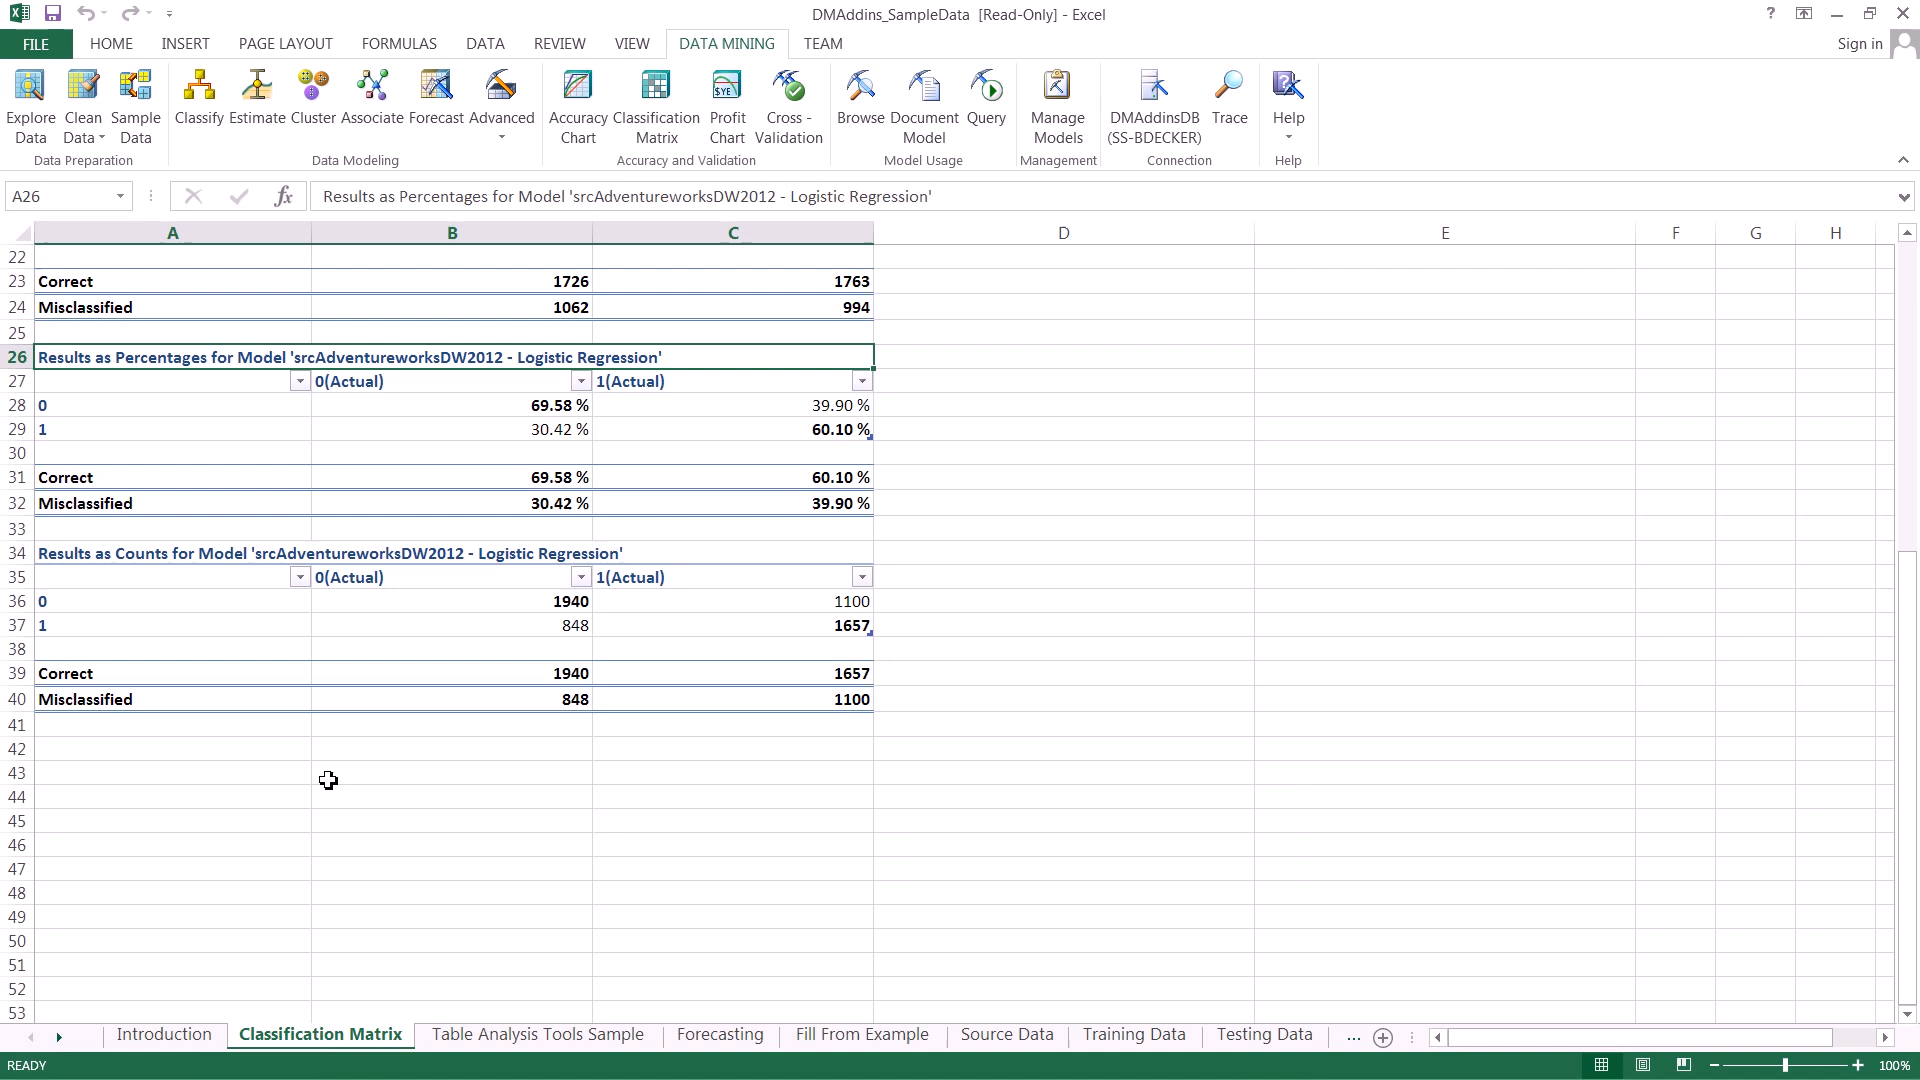 DMAddins_SampleData [Read-Only] - Excel
?
FILE HOME INSERT PAGE LAYOUT FORMULAS DATA REVIEW VIEW DATA MINING TEAM Sign in
Explore Data Clean Data Sample Data Classify Estimate Cluster Associate Forecast Advanced Accuracy Chart Classification Matrix Profit Chart Cross - Validation Browse Document Model Query Manage Models DMAddinsDB (SS-BDECKER) Trace Help
Data Preparation Data Modeling Accuracy and Validation Model Usage Management Connection Help
A26 fx Results as Percentages for Model 'srcAdventureworksDW2012 - Logistic Regression'
A B C D E F G H
22
23 Correct 1726 1763
24 Misclassified 1062 994
25
26 Results as Percentages for Model 'srcAdventureworksDW2012 - Logistic Regression'
27 0(Actual) 1(Actual)
28 0 69.58 % 39.90 %
29 1 30.42 % 60.10 %
30
31 Correct 69.58 % 60.10 %
32 Misclassified 30.42 % 39.90 %
33
34 Results as Counts for Model 'srcAdventureworksDW2012 - Logistic Regression'
35 0(Actual) 1(Actual)
36 0 1940 1100
37 1 848 1657
38
39 Correct 1940 1657
40 Misclassified 848 1100
41
42
43
44
45
46
47
48
49
50
51
52
53
Introduction Classification Matrix Table Analysis Tools Sample Forecasting Fill From Example Source Data Training Data Testing Data ...
READY 100%